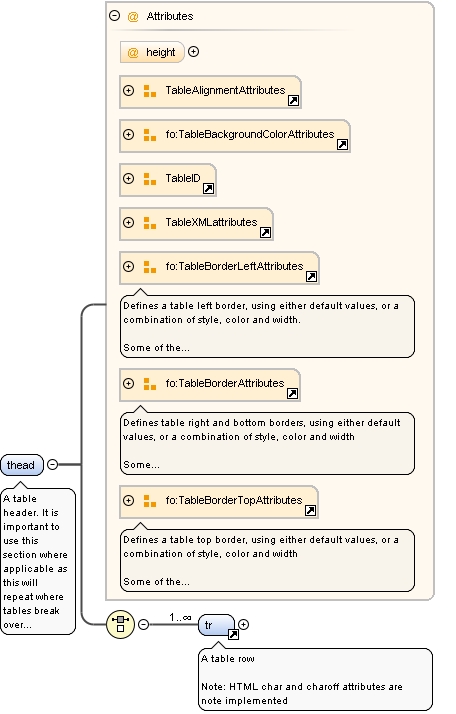 @ Attributes
@ height
TableAlignmentAttributes
fo:TableBackgroundColorAttributes
TableID
TableXMLattributes
fo:TableBorderLeftAttributes
Defines a table left border, using either default values, or a
combination of style, color and width.
Some of the...
fo:TableBorderAttributes
Defines table right and bottom borders, using either default
values, or a combination of style, color and width
Some...
fo:TableBorderTopAttributes
Defines a table top border, using either default values, or a
combination of style, color and width
Some of the...
thead
A table
header. It is
important to
use this
section where
applicable as
this will
repeat where
tables break
over...
1..∞
tr
A table row
Note: HTML char and charoff attributes are
note implemented